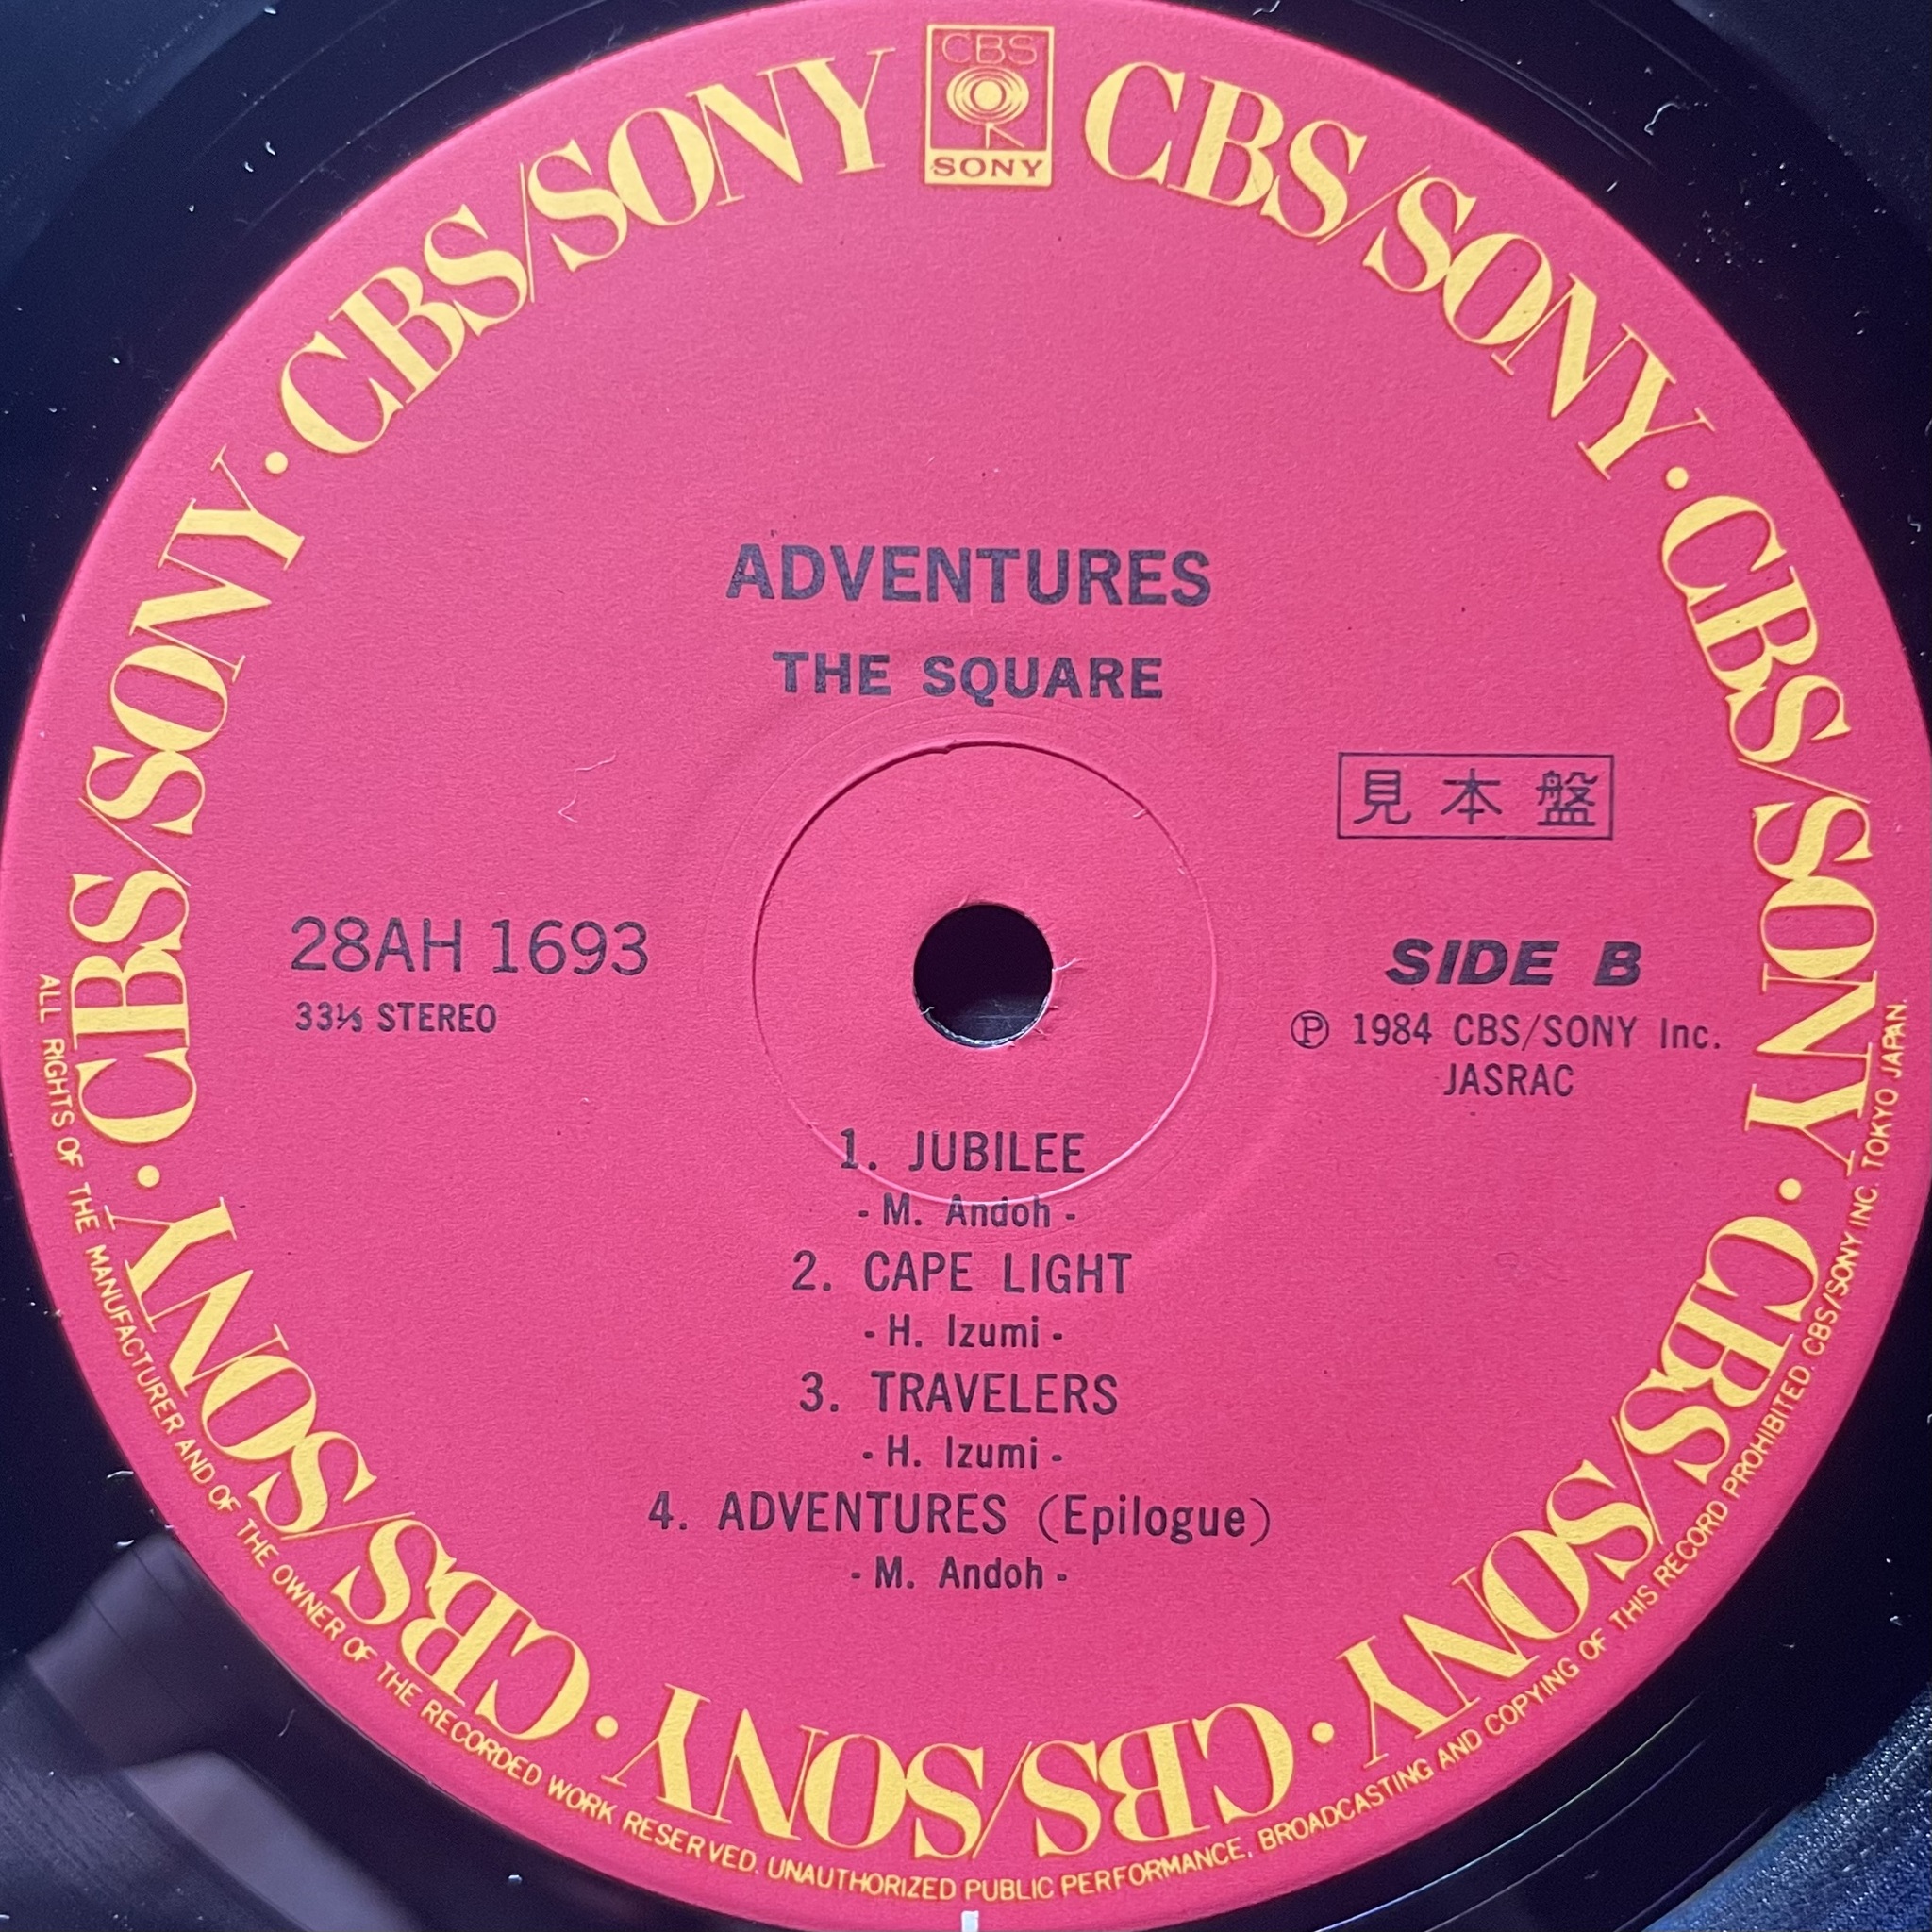 CBS
SONY
CBS/SONY · CBS/SONY · CBS/SONY · CBS/SONY · CBS/SONY · CBS/SONY · CBS/SONY
ADVENTURES
THE SQUARE
見本盤
28AH 1693
33⅓ STEREO
SIDE B
Ⓟ 1984 CBS/SONY Inc.
JASRAC
1. JUBILEE
- M. Andoh -
2. CAPE LIGHT
- H. Izumi -
3. TRAVELERS
- H. Izumi -
4. ADVENTURES (Epilogue)
- M. Andoh -
ALL RIGHTS OF THE MANUFACTURER AND OF THE OWNER OF THE RECORDED WORK RESERVED. UNAUTHORIZED PUBLIC PERFORMANCE, BROADCASTING AND COPYING OF THIS RECORD PROHIBITED. CBS/SONY INC. TOKYO JAPAN.